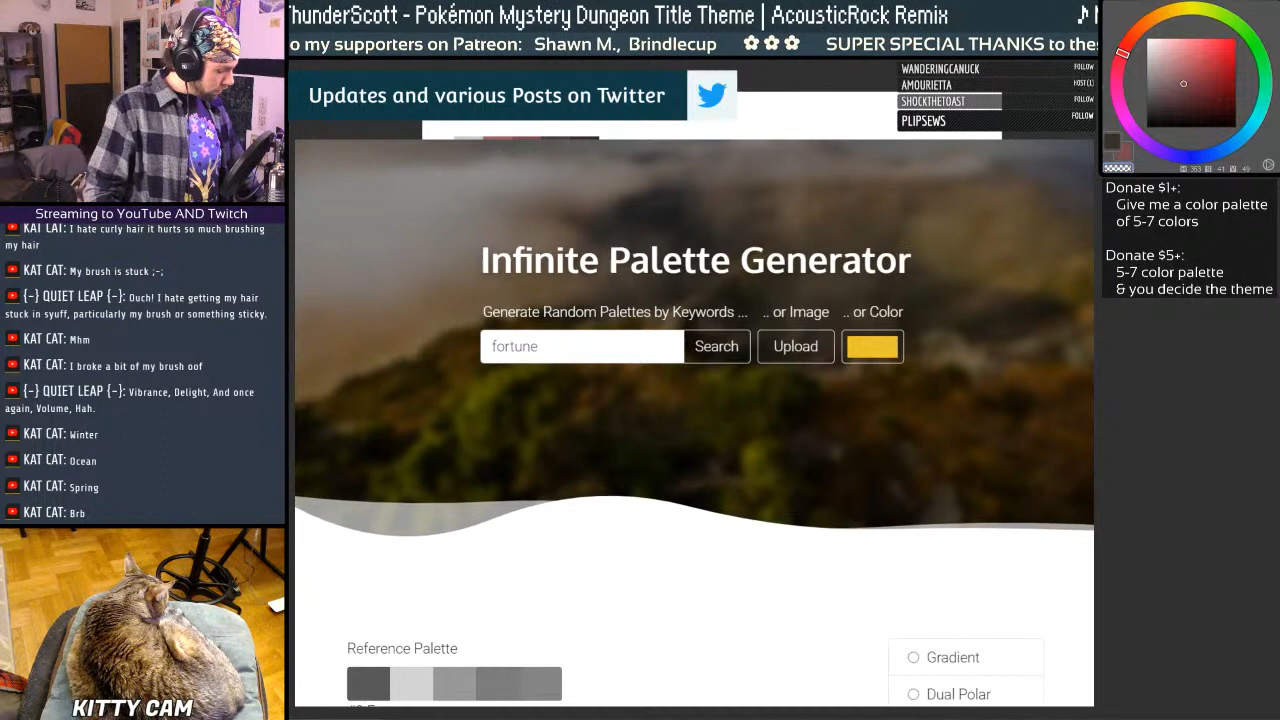 ThunderScott - Pokémon Mystery Dungeon Title Theme | AcousticRock Remix
o my supporters on Patreon: Shawn M., Brindlecup ✿ ✿ ✿ SUPER SPECIAL THANKS to
Updates and various Posts on Twitter
WANDERINGCANUCK FOLLOW
AMOURIETTA HOST(1)
SHOCKTHETOAST FOLLOW
PLIPSEWS FOLLOW
Streaming to YouTube AND Twitch
KAT CAT: I hate curly hair it hurts so much brushing
my hair
KAT CAT: My brush is stuck ;-;
{-} QUIET LEAP {-}: Ouch! I hate getting my hair
stuck in syuff, particularly my brush or something sticky.
KAT CAT: Mhm
KAT CAT: I broke a bit of my brush oof
{-} QUIET LEAP {-}: Vibrance, Delight, And once
again, Volume, Hah.
KAT CAT: Winter
KAT CAT: Ocean
KAT CAT: Spring
KAT CAT: Brb
KITTY CAM
Infinite Palette Generator
Generate Random Palettes by Keywords ... .. or Image .. or Color
fortune Search Upload
Reference Palette
Gradient
Dual Polar
Donate $1+:
Give me a color palette
of 5-7 colors
Donate $5+:
5-7 color palette
& you decide the theme